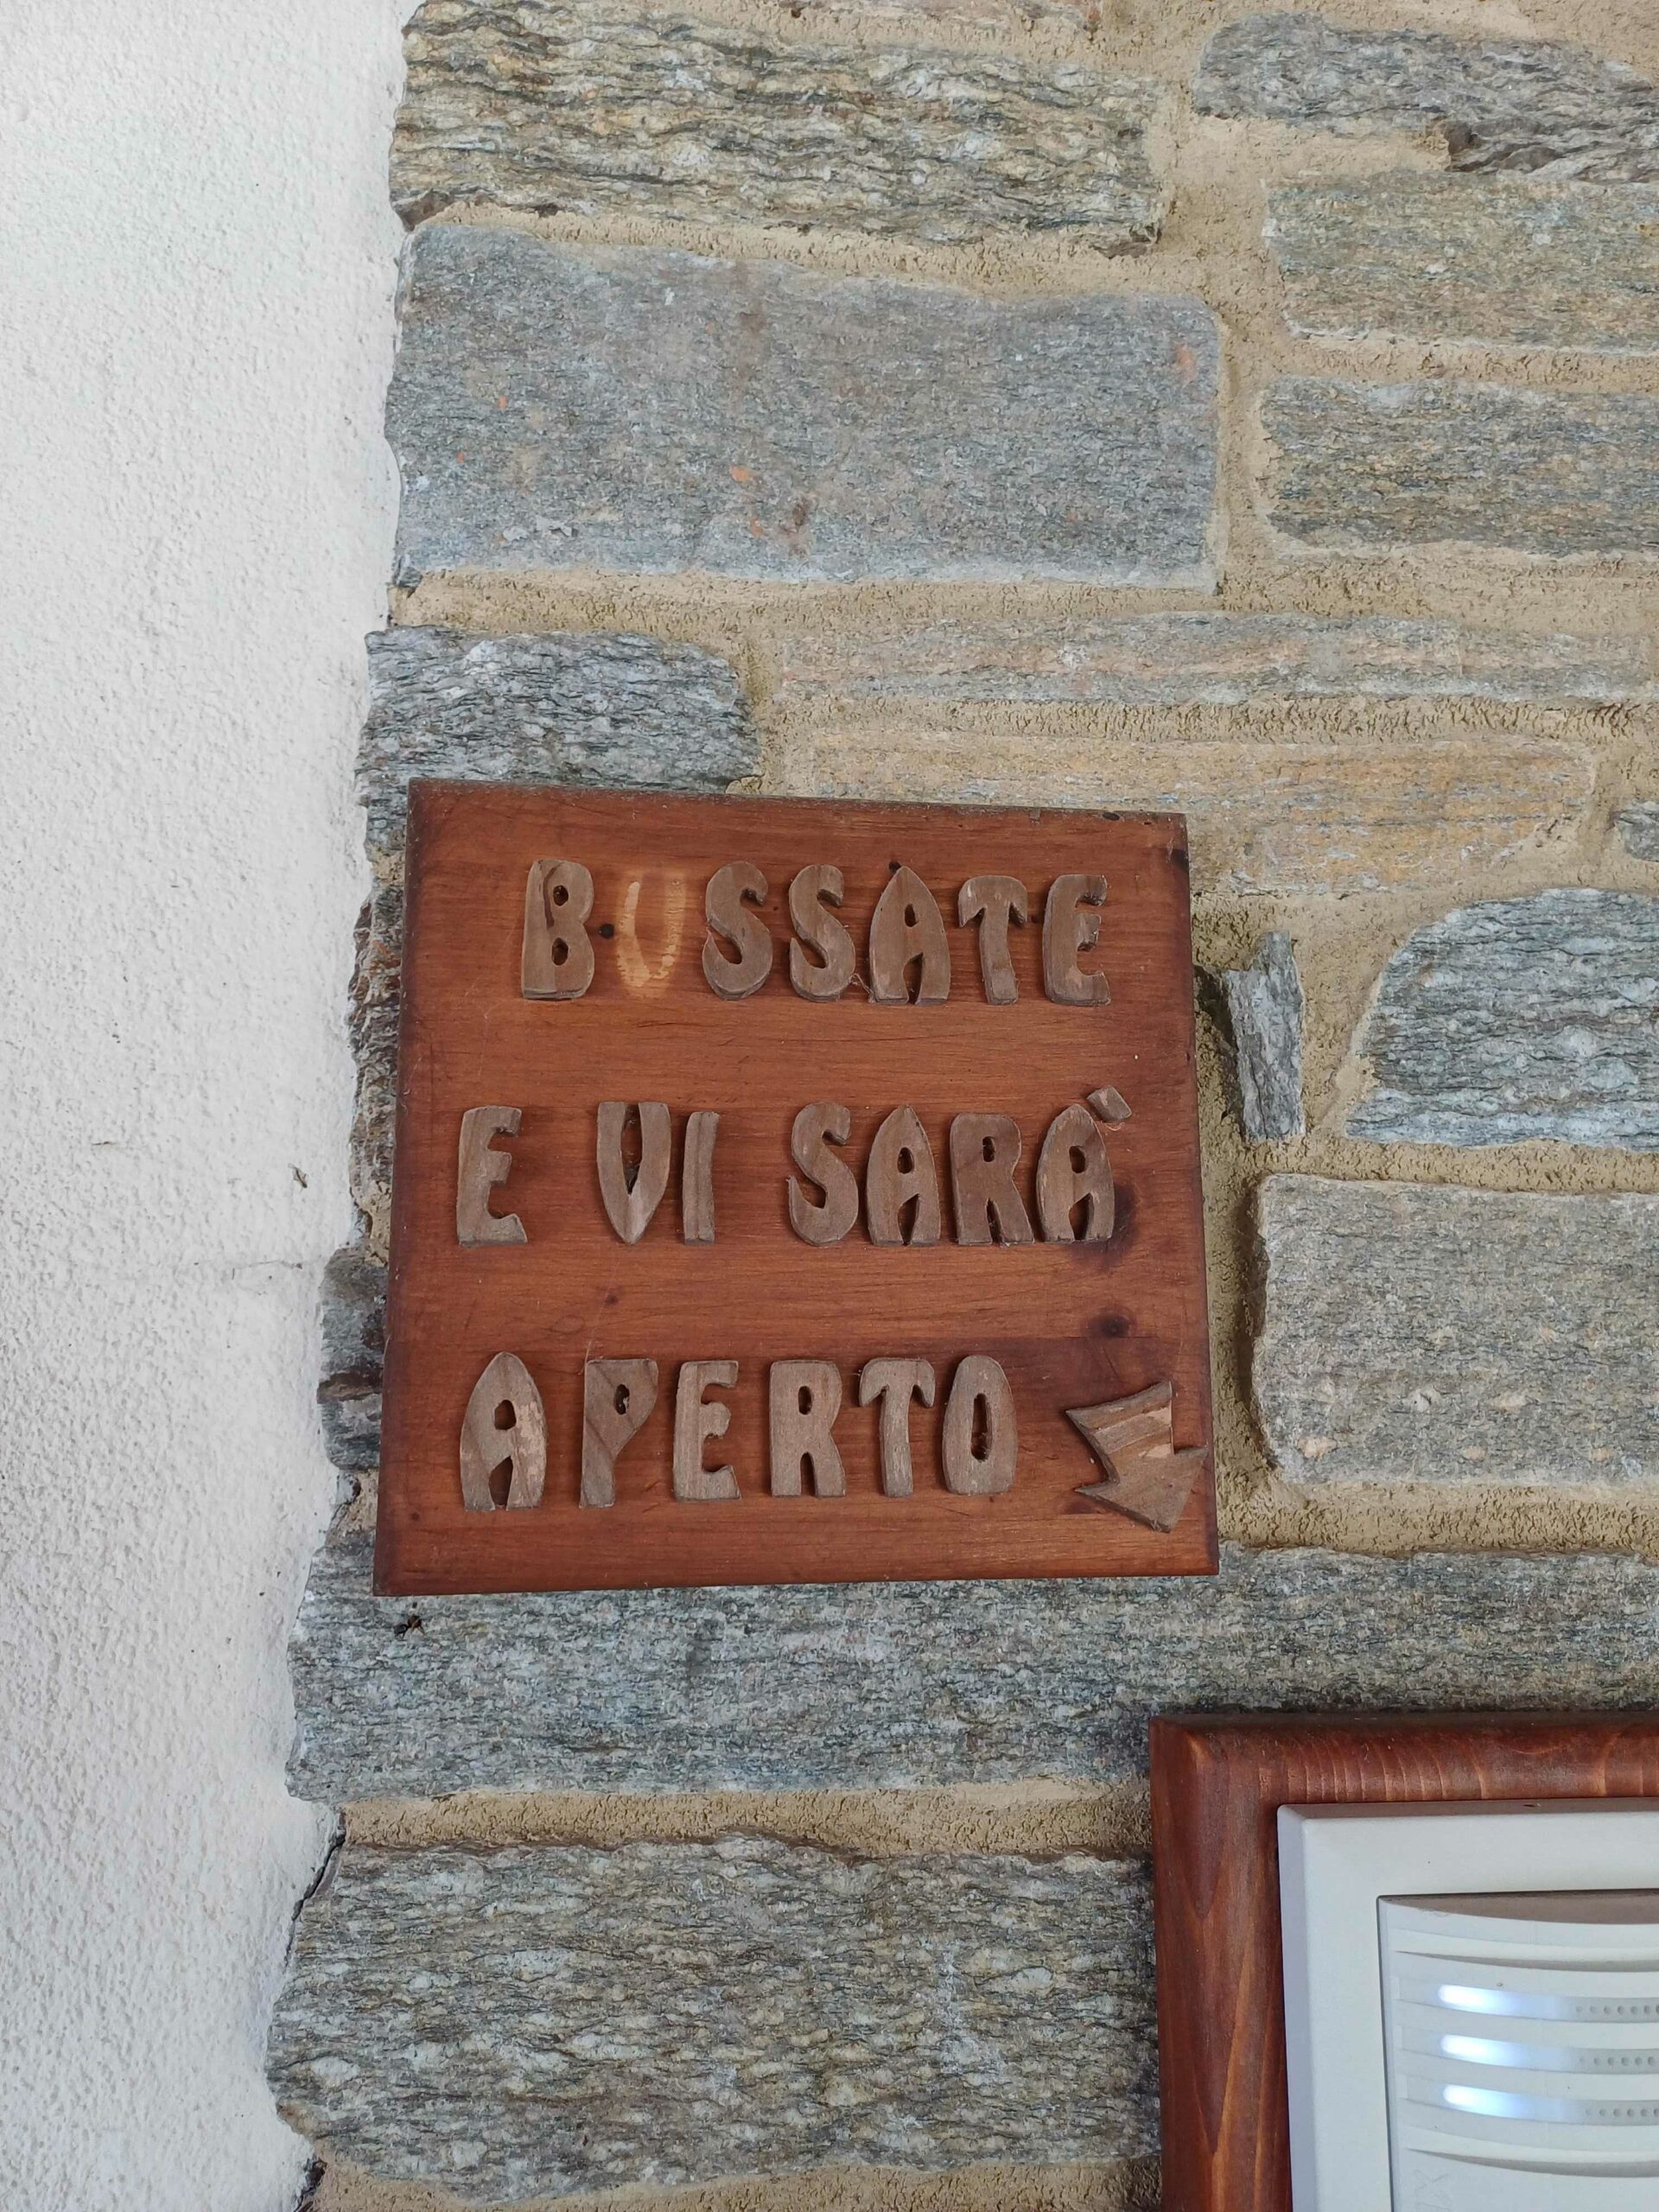 BUSSATE
E VI SARÀ
APERTO